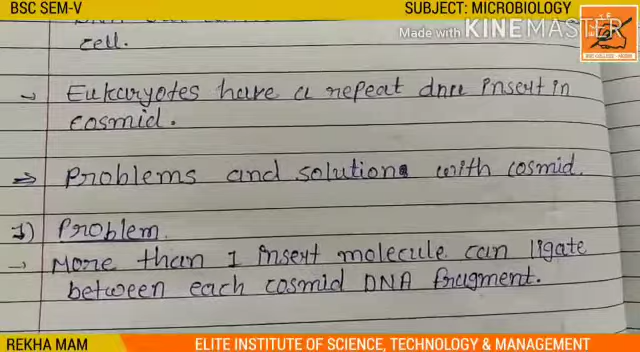 BSC SEM-V
SUBJECT: MICROBIOLOGY
Made with KINEMASTER
cell.
→ Eukaryotes have a repeat dna insert in
cosmid.
⇒ Problems and solutions with cosmid.
1) Problem
→ More than 1 insert molecule can ligate
between each cosmid DNA fragment.
REKHA MAM
ELITE INSTITUTE OF SCIENCE, TECHNOLOGY & MANAGEMENT